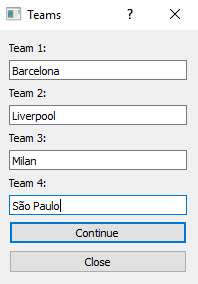 Teams
?
Team 1:
Barcelona
Team 2:
Liverpool
Team 3:
Milan
Team 4:
São Paulo
Continue
Close